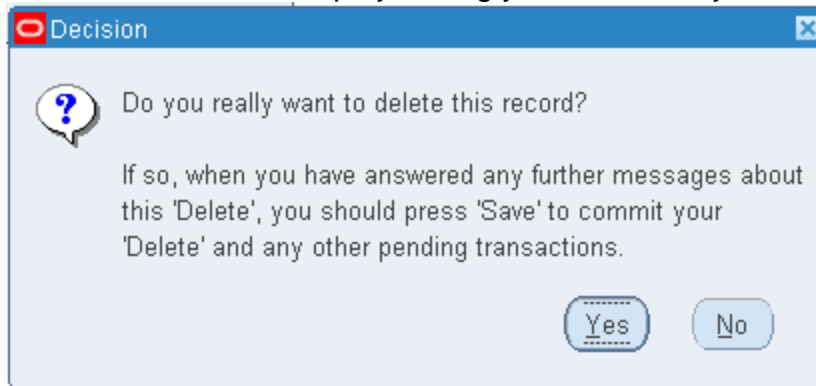 Decision
Do you really want to delete this record?
If so, when you have answered any further messages about
this 'Delete', you should press 'Save' to commit your
'Delete' and any other pending transactions.
Yes No